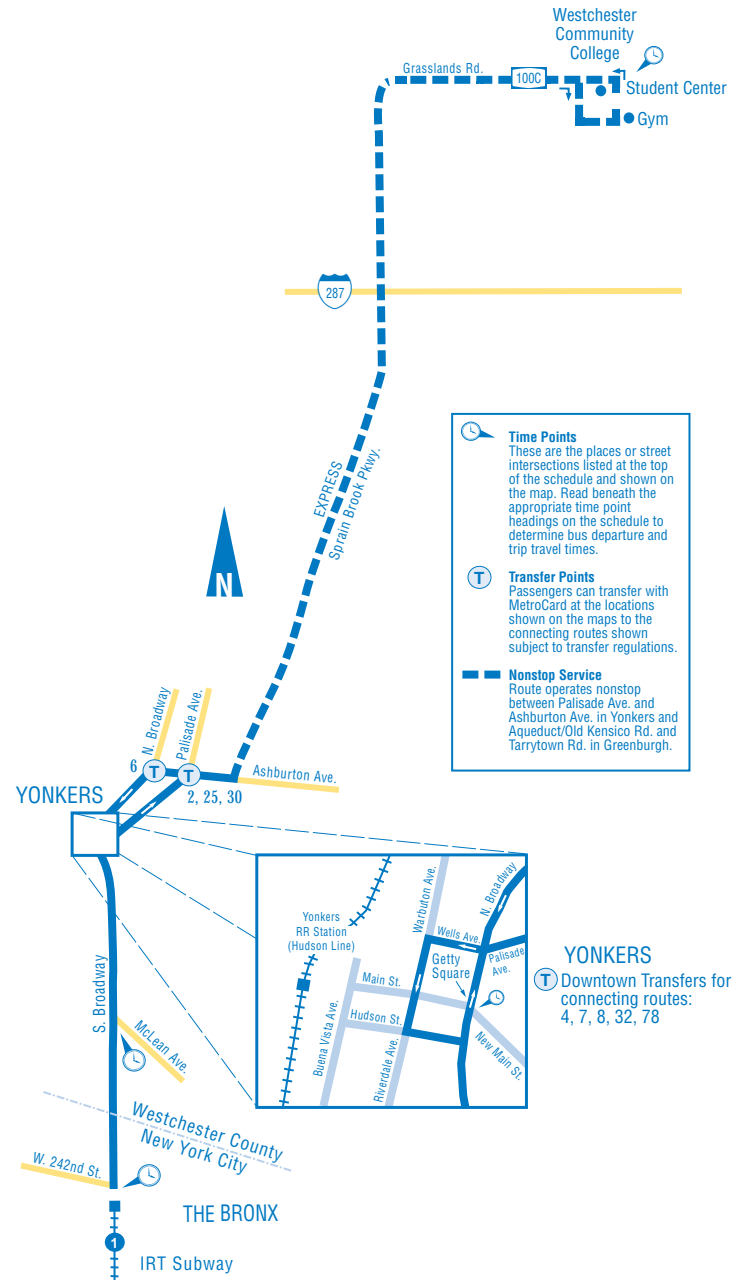 Westchester
Community
College
Grasslands Rd.
100C
Student Center
Gym
287
EXPRESS
Sprain Brook Pkwy.
Time Points
These are the places or street
intersections listed at the top
of the schedule and shown on
the map. Read beneath the
appropriate time point
headings on the schedule to
determine bus departure and
trip travel times.
T
Transfer Points
Passengers can transfer with
MetroCard at the locations
shown on the maps to the
connecting routes shown
subject to transfer regulations.
Nonstop Service
Route operates nonstop
between Palisade Ave. and
Ashburton Ave. in Yonkers and
Aqueduct/Old Kensico Rd. and
Tarrytown Rd. in Greenburgh.
N
N. Broadway
Palisade Ave.
6
T
T
Ashburton Ave.
2, 25, 30
YONKERS
Yonkers
RR Station
(Hudson Line)
Warbuton Ave.
N. Broadway
Wells Ave.
Palisade
Ave.
Getty
Square
Main St.
Hudson St.
Buena Vista Ave.
Riverdale Ave.
New Main St.
YONKERS
T
Downtown Transfers for
connecting routes:
4, 7, 8, 32, 78
S. Broadway
McLean Ave.
Westchester County
New York City
W. 242nd St.
THE BRONX
1
IRT Subway